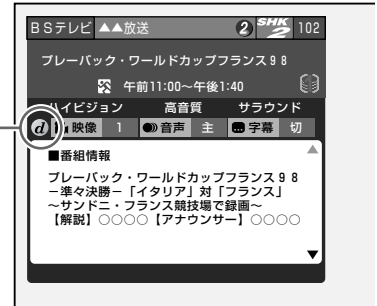 BSテレビ ▲▲放送 2 SHK 2 102
プレーバック・ワールドカップフランス98
午前11:00～午後1:40
ハイビジョン 高音質 サラウンド
d 映像 1 音声 主 字幕 切
■番組情報
プレーバック・ワールドカップフランス98
－準々決勝－「イタリア」対「フランス」
～サンドニ・フランス競技場で録画～
【解説】○○○○【アナウンサー】○○○○